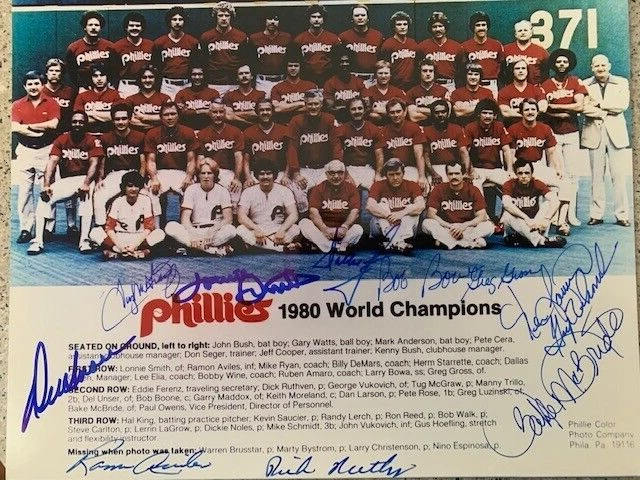 371
Phillies 1980 World Champions
SEATED ON GROUND, left to right: John Bush, bat boy; Gary Watts, ball boy; Mark Anderson, bat boy; Pete Cera,
assistant clubhouse manager; Don Seger, trainer; Jeff Cooper, assistant trainer; Kenny Bush, clubhouse manager.
FIRST ROW: Lonnie Smith, of; Ramon Aviles, inf; Mike Ryan, coach; Billy DeMars, coach; Herm Starrette, coach; Dallas
Green, Manager; Lee Elia, coach; Bobby Wine, coach; Ruben Amaro, coach; Larry Bowa, ss; Greg Gross, of.
SECOND ROW: Eddie Ferenz, traveling secretary; Dick Ruthven, p; George Vukovich, of; Tug McGraw, p; Manny Trillo,
2b; Del Unser, of; Bob Boone, c; Garry Maddox, of; Keith Moreland, c; Dan Larson, p; Pete Rose, 1b; Greg Luzinski, of;
Bake McBride, of; Paul Owens, Vice President, Director of Personnel.
THIRD ROW: Hal King, batting practice pitcher; Kevin Saucier, p; Randy Lerch, p; Ron Reed, p; Bob Walk, p;
Steve Carlton, p; Lerrin LaGrow, p; Dickie Noles, p; Mike Schmidt, 3b; John Vukovich, inf; Gus Hoefling, stretch
and flexibility instructor.
Missing when photo was taken: Warren Brusstar, p; Marty Bystrom, p; Larry Christenson, p; Nino Espinosa, p.
Phillie Color
Photo Company
Phila. Pa. 19116
Bob Boone
Greg Gross
Bake McBride